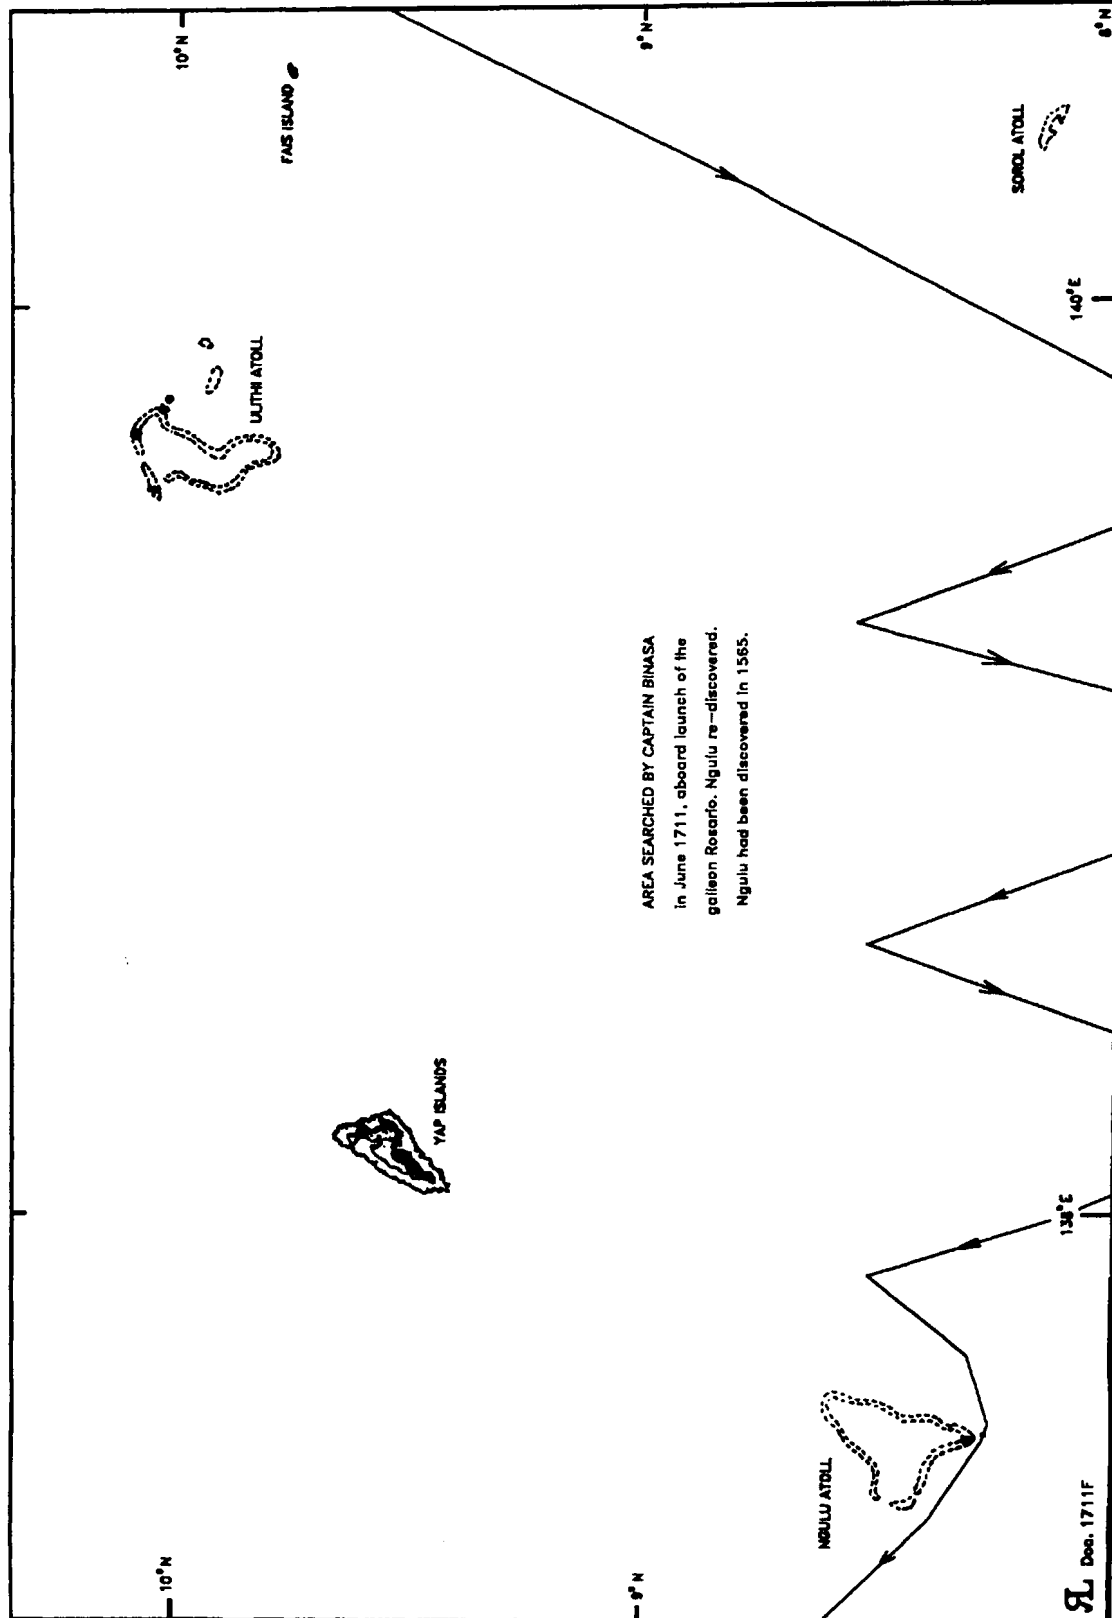 10°N
9°N
8°N
FAIS ISLAND
SOROL ATOLL
140°E
ULITHI ATOLL
AREA SEARCHED BY CAPTAIN BINASA
in June 1711, aboard launch of the
galleon Rosario. Ngulu re-discovered.
Ngulu had been discovered in 1565.
YAP ISLANDS
138°E
NGULU ATOLL
10°N
9°N
RL Doc. 1711F